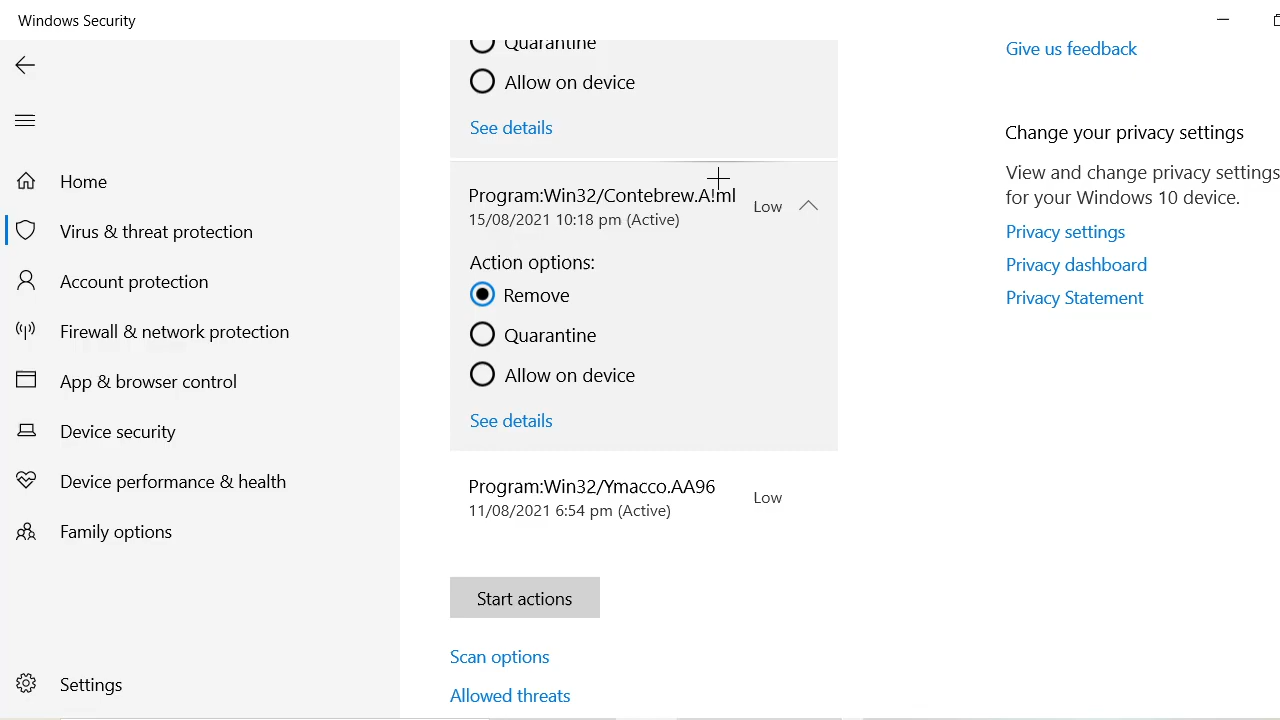 Windows Security
Home
Virus & threat protection
Account protection
Firewall & network protection
App & browser control
Device security
Device performance & health
Family options
Settings
Quarantine
Allow on device
See details
Program:Win32/Contebrew.A!ml
15/08/2021 10:18 pm (Active)
Low
Action options:
Remove
Quarantine
Allow on device
See details
Program:Win32/Ymacco.AA96
11/08/2021 6:54 pm (Active)
Low
Start actions
Scan options
Allowed threats
Give us feedback
Change your privacy settings
View and change privacy settings
for your Windows 10 device.
Privacy settings
Privacy dashboard
Privacy Statement